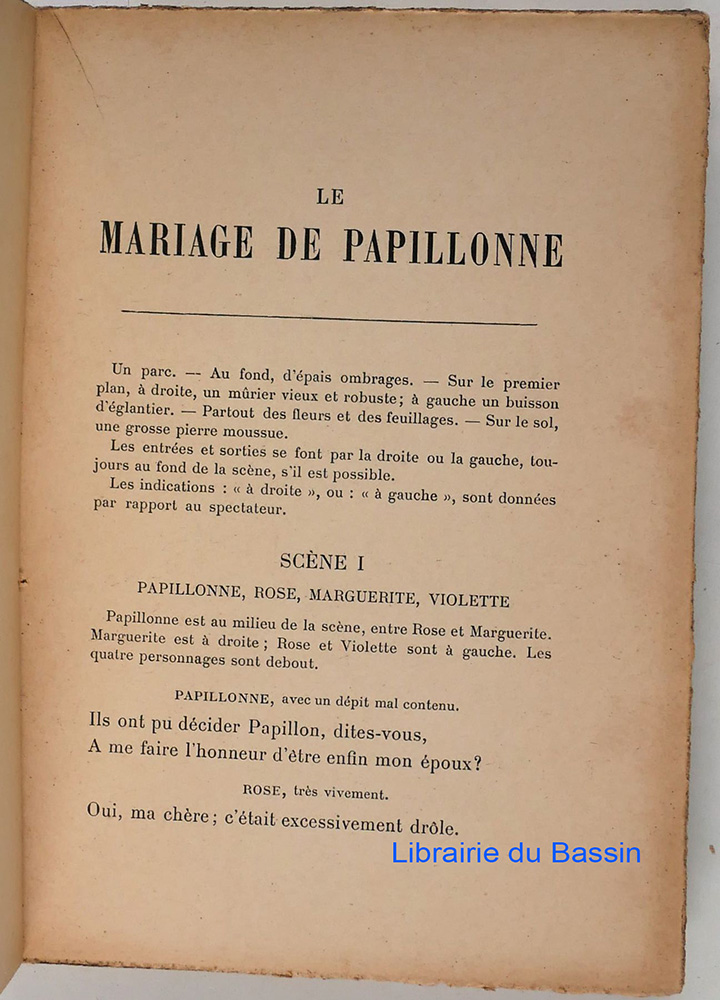 LE
MARIAGE DE PAPILLONNE
Un parc. — Au fond, d'épais ombrages. — Sur le premier
plan, à droite, un mûrier vieux et robuste; à gauche un buisson
d'églantier. — Partout des fleurs et des feuillages. — Sur le sol,
une grosse pierre moussue.
Les entrées et sorties se font par la droite ou la gauche, tou-
jours au fond de la scène, s'il est possible.
Les indications : « à droite », ou : « à gauche », sont données
par rapport au spectateur.
SCÈNE I
PAPILLONNE, ROSE, MARGUERITE, VIOLETTE
Papillonne est au milieu de la scène, entre Rose et Marguerite.
Marguerite est à droite ; Rose et Violette sont à gauche. Les
quatre personnages sont debout.
PAPILLONNE, avec un dépit mal contenu.
Ils ont pu décider Papillon, dites-vous,
A me faire l'honneur d'être enfin mon époux?
ROSE, très vivement.
Oui, ma chère; c'était excessivement drôle.
Librairie du Bassin